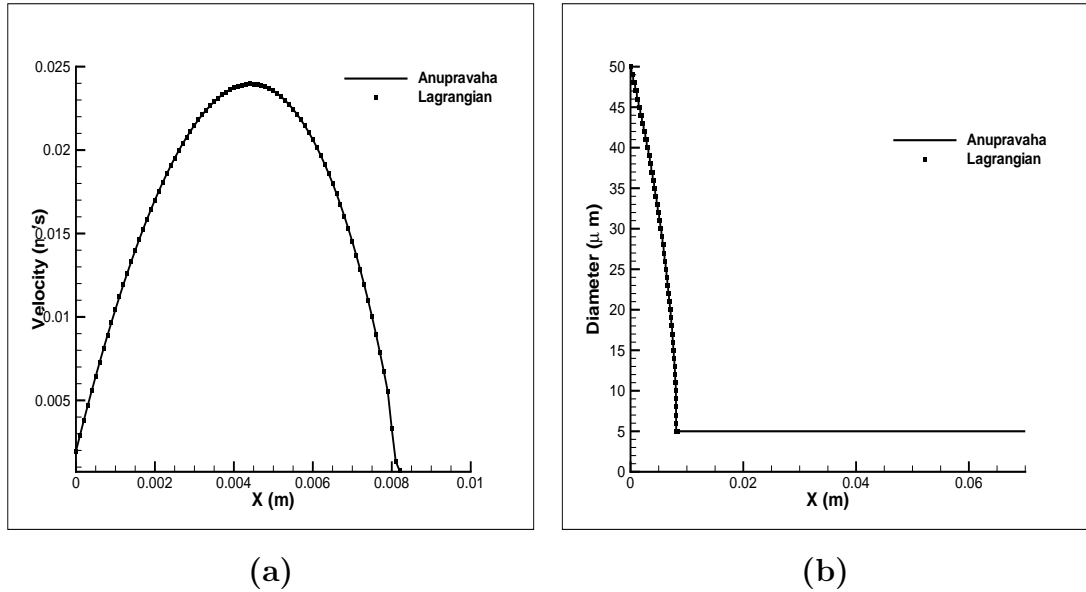 0.025
0.02
0.015
0.01
0.005
Velocity (m/s)
Anupravaha
Lagrangian
0 0.002 0.004 0.006 0.008 0.01
X (m)
(a)
50
45
40
35
30
25
20
15
10
5
0
Diameter (μ m)
Anupravaha
Lagrangian
0 0.02 0.04 0.06
X (m)
(b)